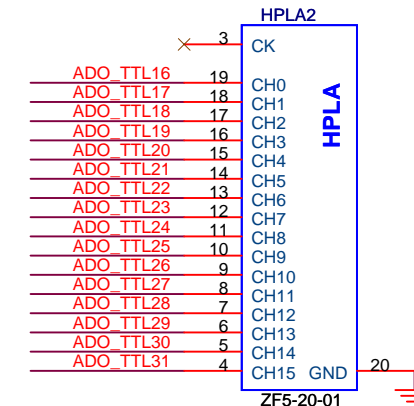 HPLA2
3 CK
ADO_TTL16 19 CH0
ADO_TTL17 18 CH1
ADO_TTL18 17 CH2
ADO_TTL19 16 CH3
ADO_TTL20 15 CH4
ADO_TTL21 14 CH5
ADO_TTL22 13 CH6
ADO_TTL23 12 CH7
ADO_TTL24 11 CH8
ADO_TTL25 10 CH9
ADO_TTL26 9 CH10
ADO_TTL27 8 CH11
ADO_TTL28 7 CH12
ADO_TTL29 6 CH13
ADO_TTL30 5 CH14
ADO_TTL31 4 CH15 GND 20
HPLA
ZF5-20-01